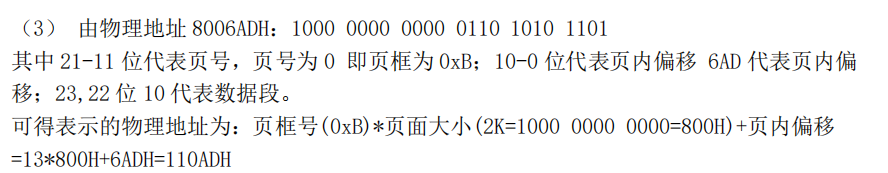 （3） 由物理地址 8006ADH：1000 0000 0000 0110 1010 1101
其中 21-11 位代表页号，页号为 0 即页框为 0xB；10-0 位代表页内偏移 6AD 代表页内偏
移；23,22 位 10 代表数据段。
可得表示的物理地址为：页框号(0xB)*页面大小(2K=1000 0000 0000=800H)+页内偏移
=13*800H+6ADH=110ADH